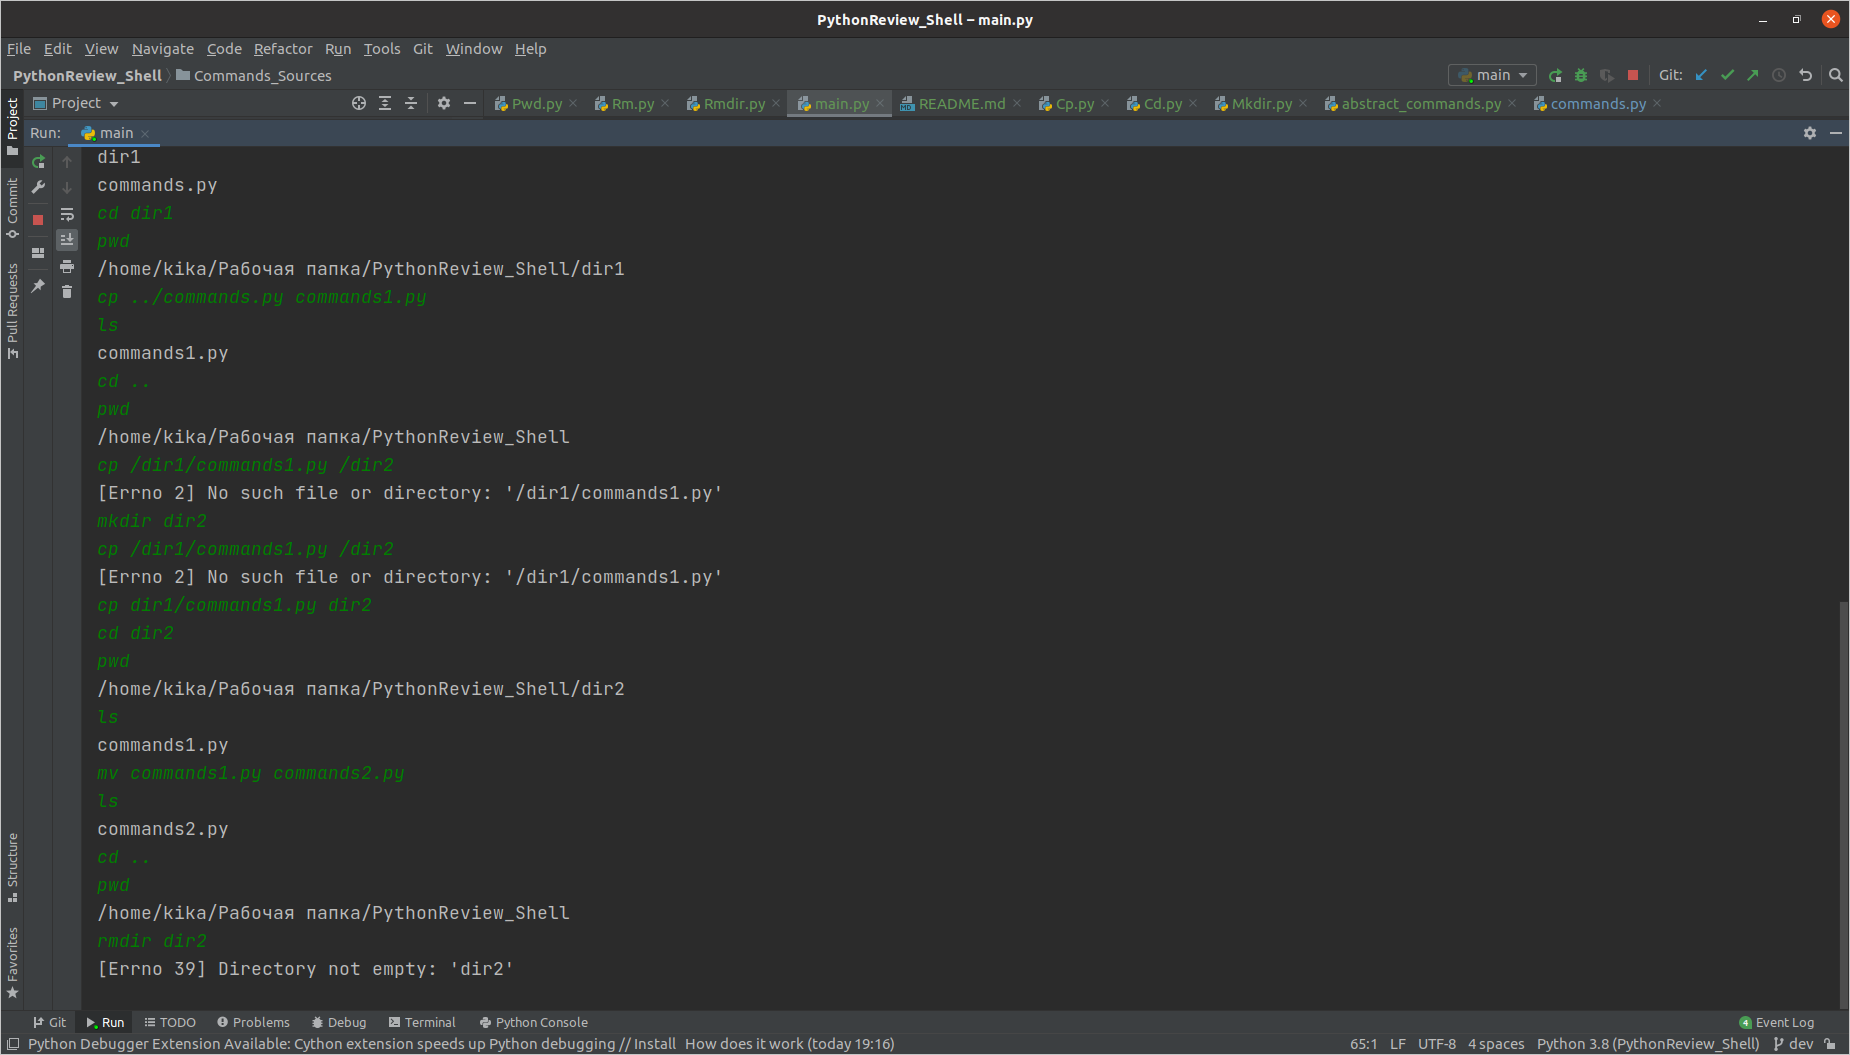 PythonReview_Shell – main.py
File Edit View Navigate Code Refactor Run Tools Git Window Help
PythonReview_Shell Commands_Sources main Git:
Project Pwd.py Rm.py Rmdir.py main.py README.md Cp.py Cd.py Mkdir.py abstract_commands.py commands.py
Run: main
Project
Commit
Pull Requests
Structure
Favorites
dir1
commands.py
cd dir1
pwd
/home/kika/Рабочая папка/PythonReview_Shell/dir1
cp ../commands.py commands1.py
ls
commands1.py
cd ..
pwd
/home/kika/Рабочая папка/PythonReview_Shell
cp /dir1/commands1.py /dir2
[Errno 2] No such file or directory: '/dir1/commands1.py'
mkdir dir2
cp /dir1/commands1.py /dir2
[Errno 2] No such file or directory: '/dir1/commands1.py'
cp dir1/commands1.py dir2
cd dir2
pwd
/home/kika/Рабочая папка/PythonReview_Shell/dir2
ls
commands1.py
mv commands1.py commands2.py
ls
commands2.py
cd ..
pwd
/home/kika/Рабочая папка/PythonReview_Shell
rmdir dir2
[Errno 39] Directory not empty: 'dir2'
Git Run TODO Problems Debug Terminal Python Console 4 Event Log
Python Debugger Extension Available: Cython extension speeds up Python debugging // Install How does it work (today 19:16) 65:1 LF UTF-8 4 spaces Python 3.8 (PythonReview_Shell) dev